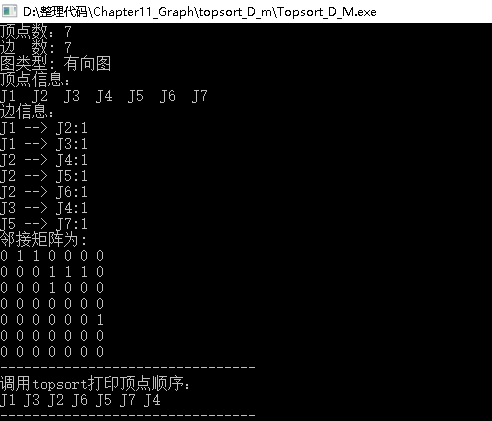 D:\整理代码\Chapter11_Graph\topsort_D_m\Topsort_D_M.exe
顶点数: 7
边  数: 7
图类型: 有向图
顶点信息:
J1  J2  J3  J4  J5  J6  J7
边信息:
J1 --> J2:1
J1 --> J3:1
J2 --> J4:1
J2 --> J5:1
J2 --> J6:1
J3 --> J4:1
J5 --> J7:1
邻接矩阵为:
0 1 1 0 0 0 0
0 0 0 1 1 1 0
0 0 0 1 0 0 0
0 0 0 0 0 0 0
0 0 0 0 0 0 1
0 0 0 0 0 0 0
0 0 0 0 0 0 0
--------------------------------
调用topsort打印顶点顺序:
J1 J3 J2 J6 J5 J7 J4
--------------------------------